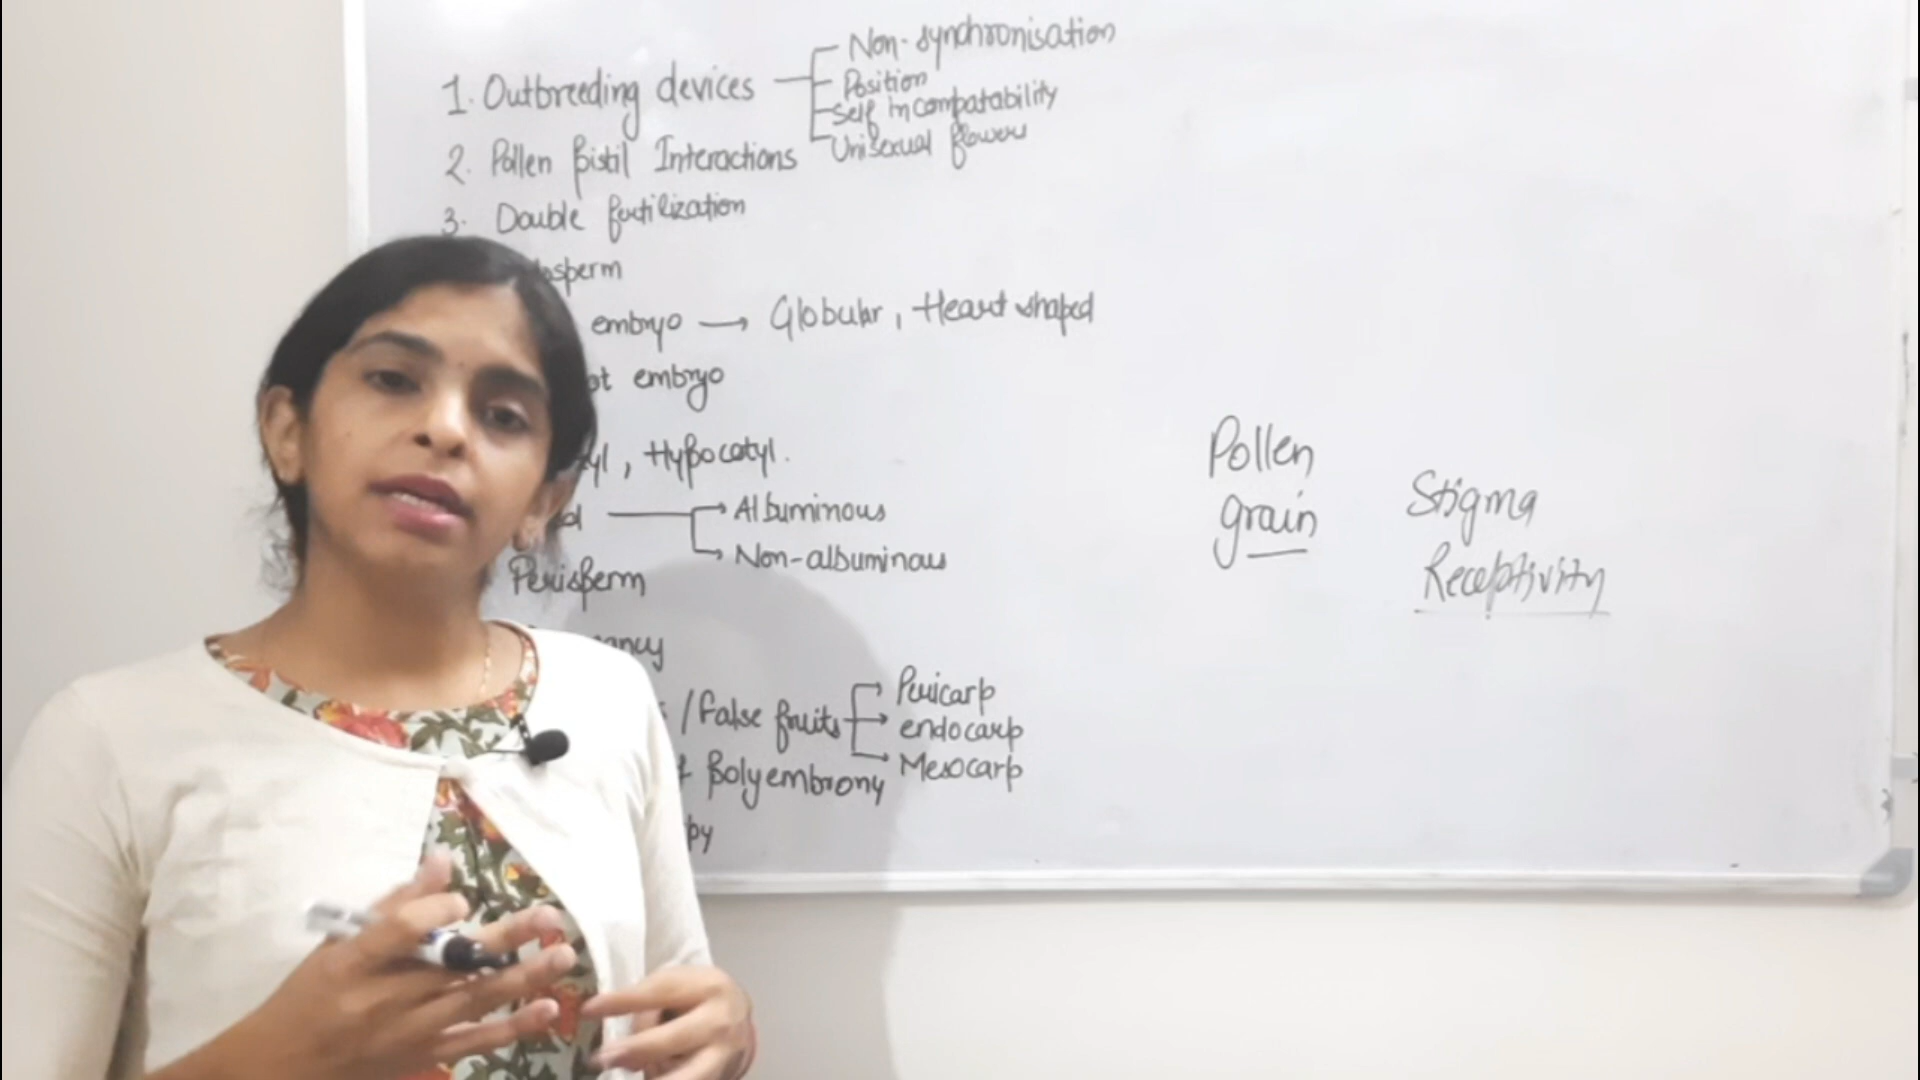 1. Outbreeding devices
Non-synchronisation
Position
Self incompatability
Unisexual flowers
2. Pollen pistil Interactions
3. Double fertilization
embryo → Globular, Heart shaped
embryo
, Hypocotyl.
Albuminous
Non-albuminous
Perisperm
/False fruits
Pericarp
endocarp
Mesocarp
Polyembrony
Pollen
grain
Stigma
Receptivity